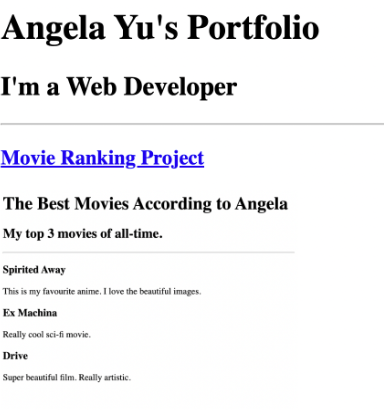 Angela Yu's Portfolio
I'm a Web Developer
Movie Ranking Project
The Best Movies According to Angela
My top 3 movies of all-time.
Spirited Away
This is my favourite anime. I love the beautiful images.
Ex Machina
Really cool sci-fi movie.
Drive
Super beautiful film. Really artistic.